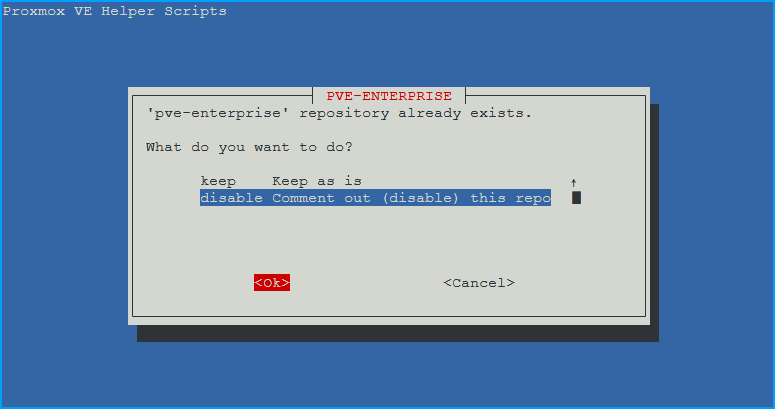 Proxmox VE Helper Scripts
PVE-ENTERPRISE
'pve-enterprise' repository already exists.
What do you want to do?
keep    Keep as is
disable Comment out (disable) this repo
<Ok>    <Cancel>